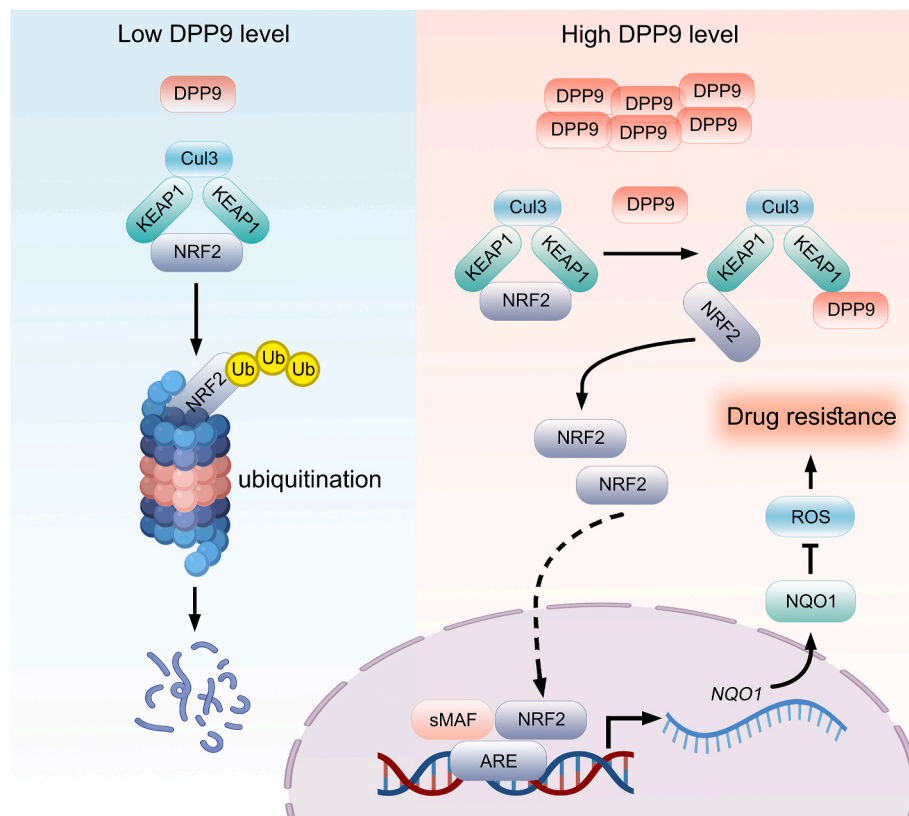 Low DPP9 level
DPP9
Cul3
KEAP1
KEAP1
NRF2
NRF2
Ub
Ub
Ub
ubiquitination
High DPP9 level
DPP9
DPP9
DPP9
DPP9
DPP9
DPP9
Cul3
KEAP1
KEAP1
NRF2
DPP9
Cul3
KEAP1
KEAP1
NRF2
DPP9
NRF2
NRF2
Drug resistance
ROS
NQO1
NQO1
sMAF
NRF2
ARE